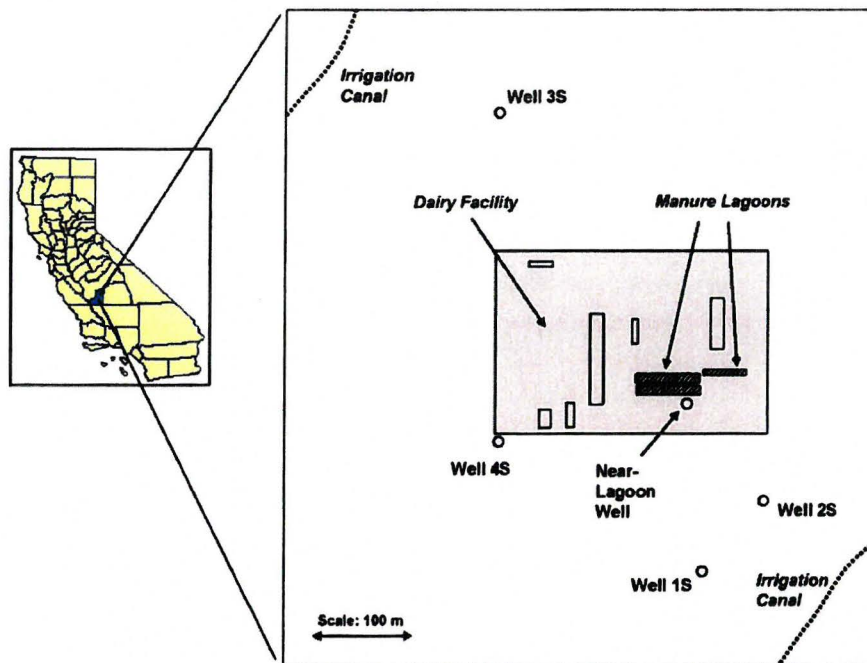 Irrigation
Canal
Well 3S
Dairy Facility
Manure Lagoons
Well 4S
Near-
Lagoon
Well
Well 2S
Well 1S
Irrigation
Canal
Scale: 100 m